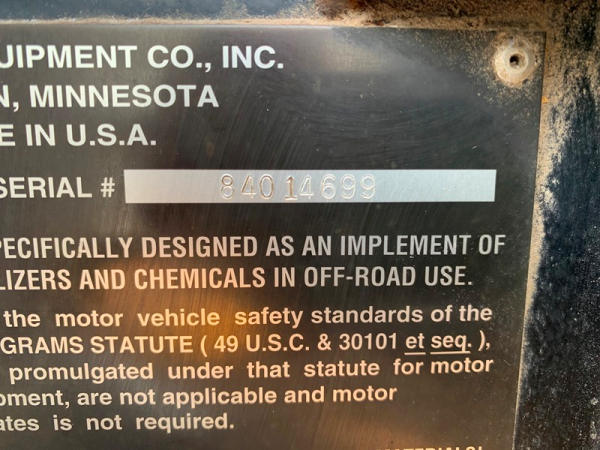 UIPMENT CO., INC.
N, MINNESOTA
E IN U.S.A.
SERIAL # 84014699
PECIFICALLY DESIGNED AS AN IMPLEMENT OF
LIZERS AND CHEMICALS IN OFF-ROAD USE.
the motor vehicle safety standards of the
GRAMS STATUTE ( 49 U.S.C. & 30101 et seq. ),
promulgated under that statute for motor
pment, are not applicable and motor
ates is not required.